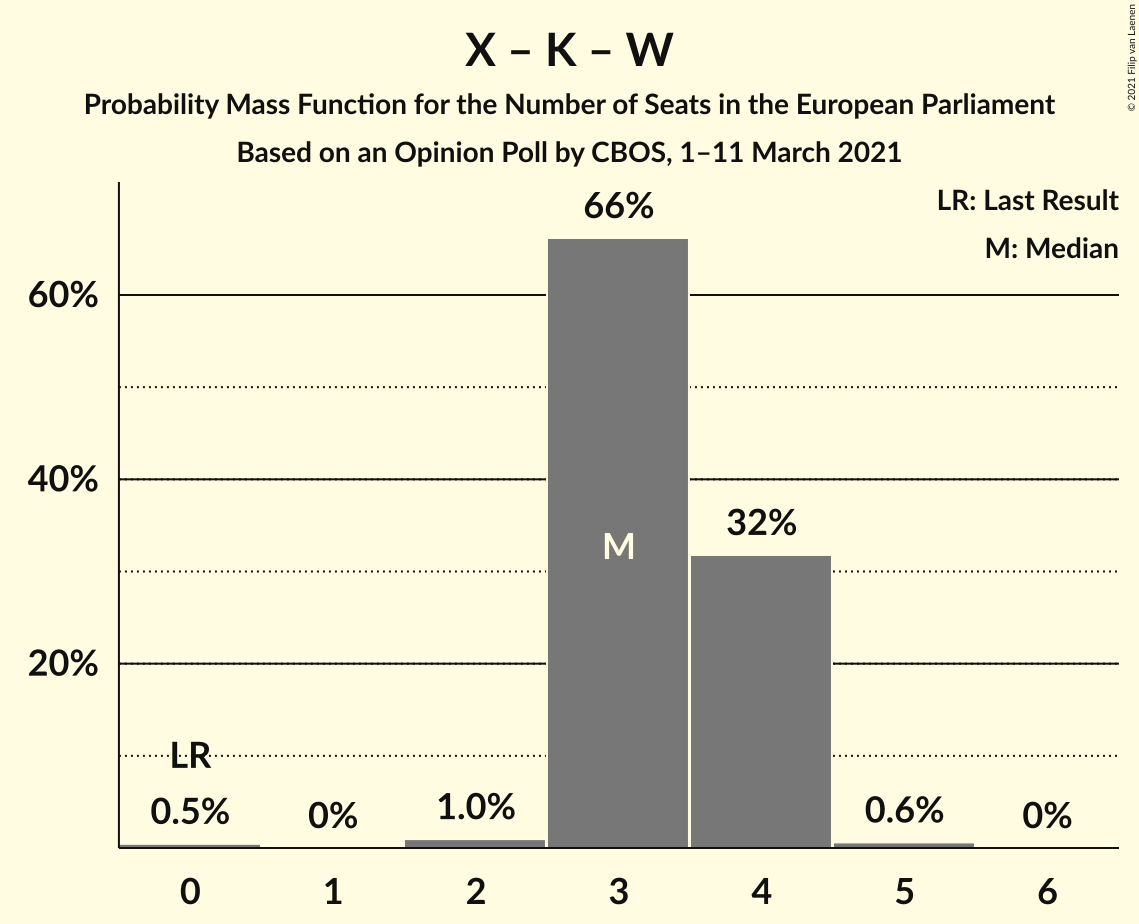 X – K – W
Probability Mass Function for the Number of Seats in the European Parliament
Based on an Opinion Poll by CBOS, 1–11 March 2021
© 2021 Filip van Laenen
LR: Last Result
M: Median
66%
60%
40%
32%
M
20%
LR
0.5%
0%
1.0%
0.6%
0%
0 1 2 3 4 5 6